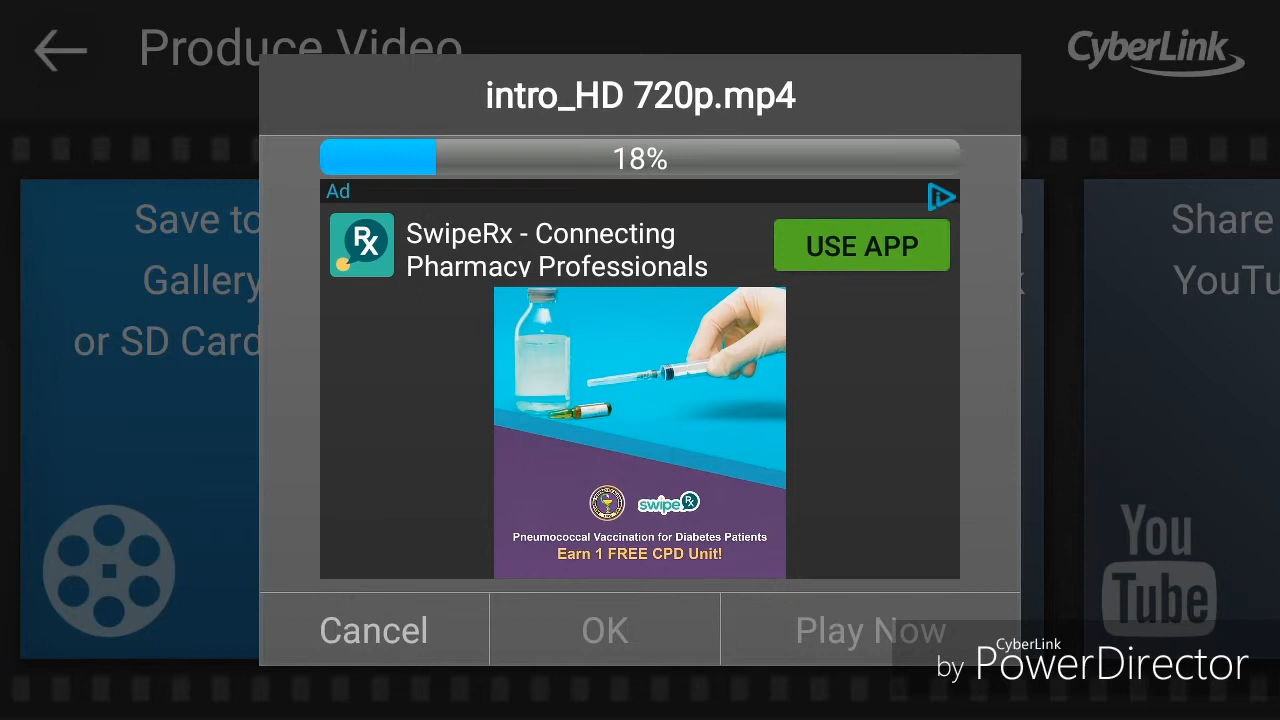 Produce Video
CyberLink
intro_HD 720p.mp4
18%
Ad
SwipeRx - Connecting
Pharmacy Professionals
USE APP
Rx
Save to
Gallery
or SD Card
Share
YouTu
swipeRx
Pneumococcal Vaccination for Diabetes Patients
Earn 1 FREE CPD Unit!
You
Tube
Cancel
OK
Play Now
CyberLink
by PowerDirector